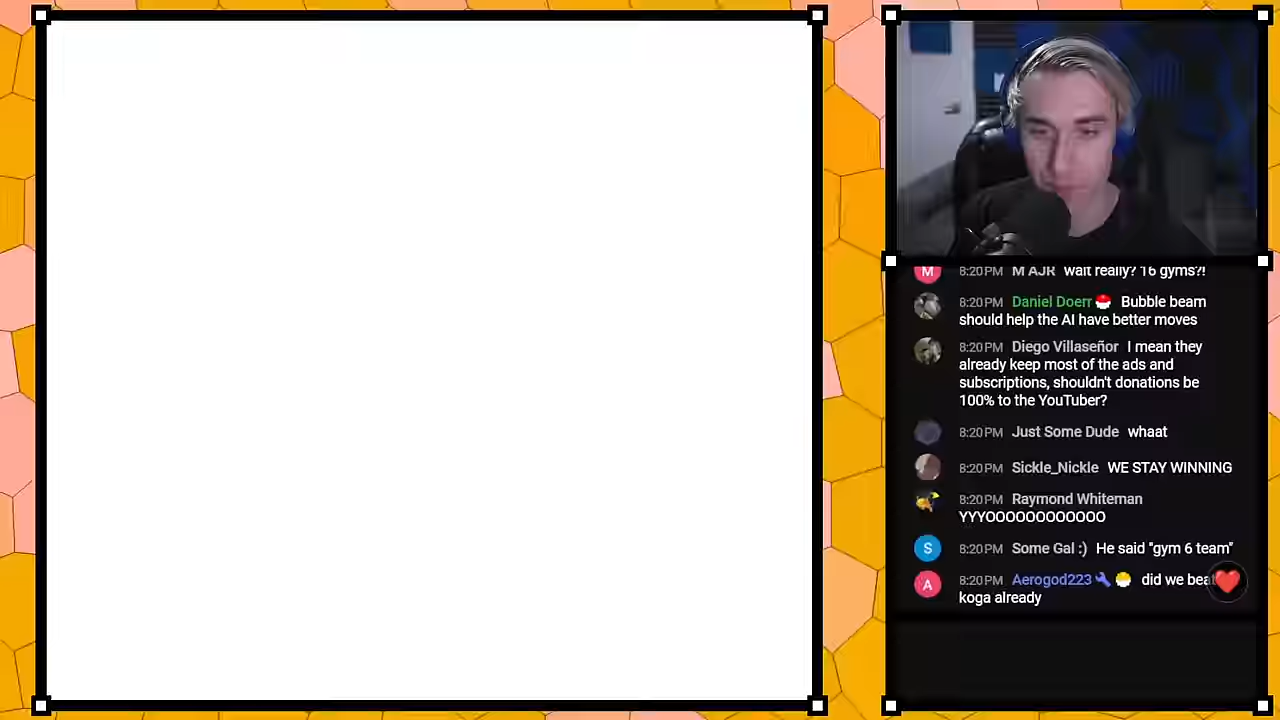 M
8:20 PM M AJR wait really? 16 gyms?!
8:20 PM Daniel Doerr Bubble beam
should help the AI have better moves
8:20 PM Diego Villaseñor I mean they
already keep most of the ads and
subscriptions, shouldn't donations be
100% to the YouTuber?
8:20 PM Just Some Dude whaat
8:20 PM Sickle_Nickle WE STAY WINNING
8:20 PM Raymond Whiteman
YYYOOOOOOOOOOOO
S
8:20 PM Some Gal :) He said "gym 6 team"
A
8:20 PM Aerogod223 did we beat
koga already